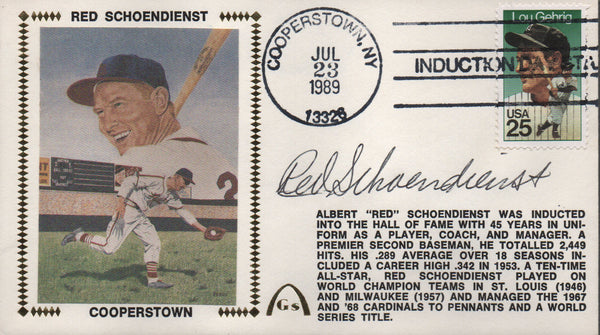 RED SCHOENDIENST
COOPERSTOWN, NY
JUL
23
1989
13326
INDUCTION DAY STA
Lou Gehrig
USA
25
2
Red Schoendienst
ALBERT "RED" SCHOENDIENST WAS INDUCTED
INTO THE HALL OF FAME WITH 45 YEARS IN UNI-
FORM AS A PLAYER, COACH, AND MANAGER. A
PREMIER SECOND BASEMAN, HE TOTALLED 2,449
HITS. HIS .289 AVERAGE OVER 18 SEASONS IN-
CLUDED A CAREER HIGH .342 IN 1953. A TEN-TIME
ALL-STAR, RED SCHOENDIENST PLAYED ON
WORLD CHAMPION TEAMS IN ST. LOUIS (1946)
AND MILWAUKEE (1957) AND MANAGED THE 1967
AND '68 CARDINALS TO PENNANTS AND A WORLD
SERIES TITLE.
Gs
COOPERSTOWN